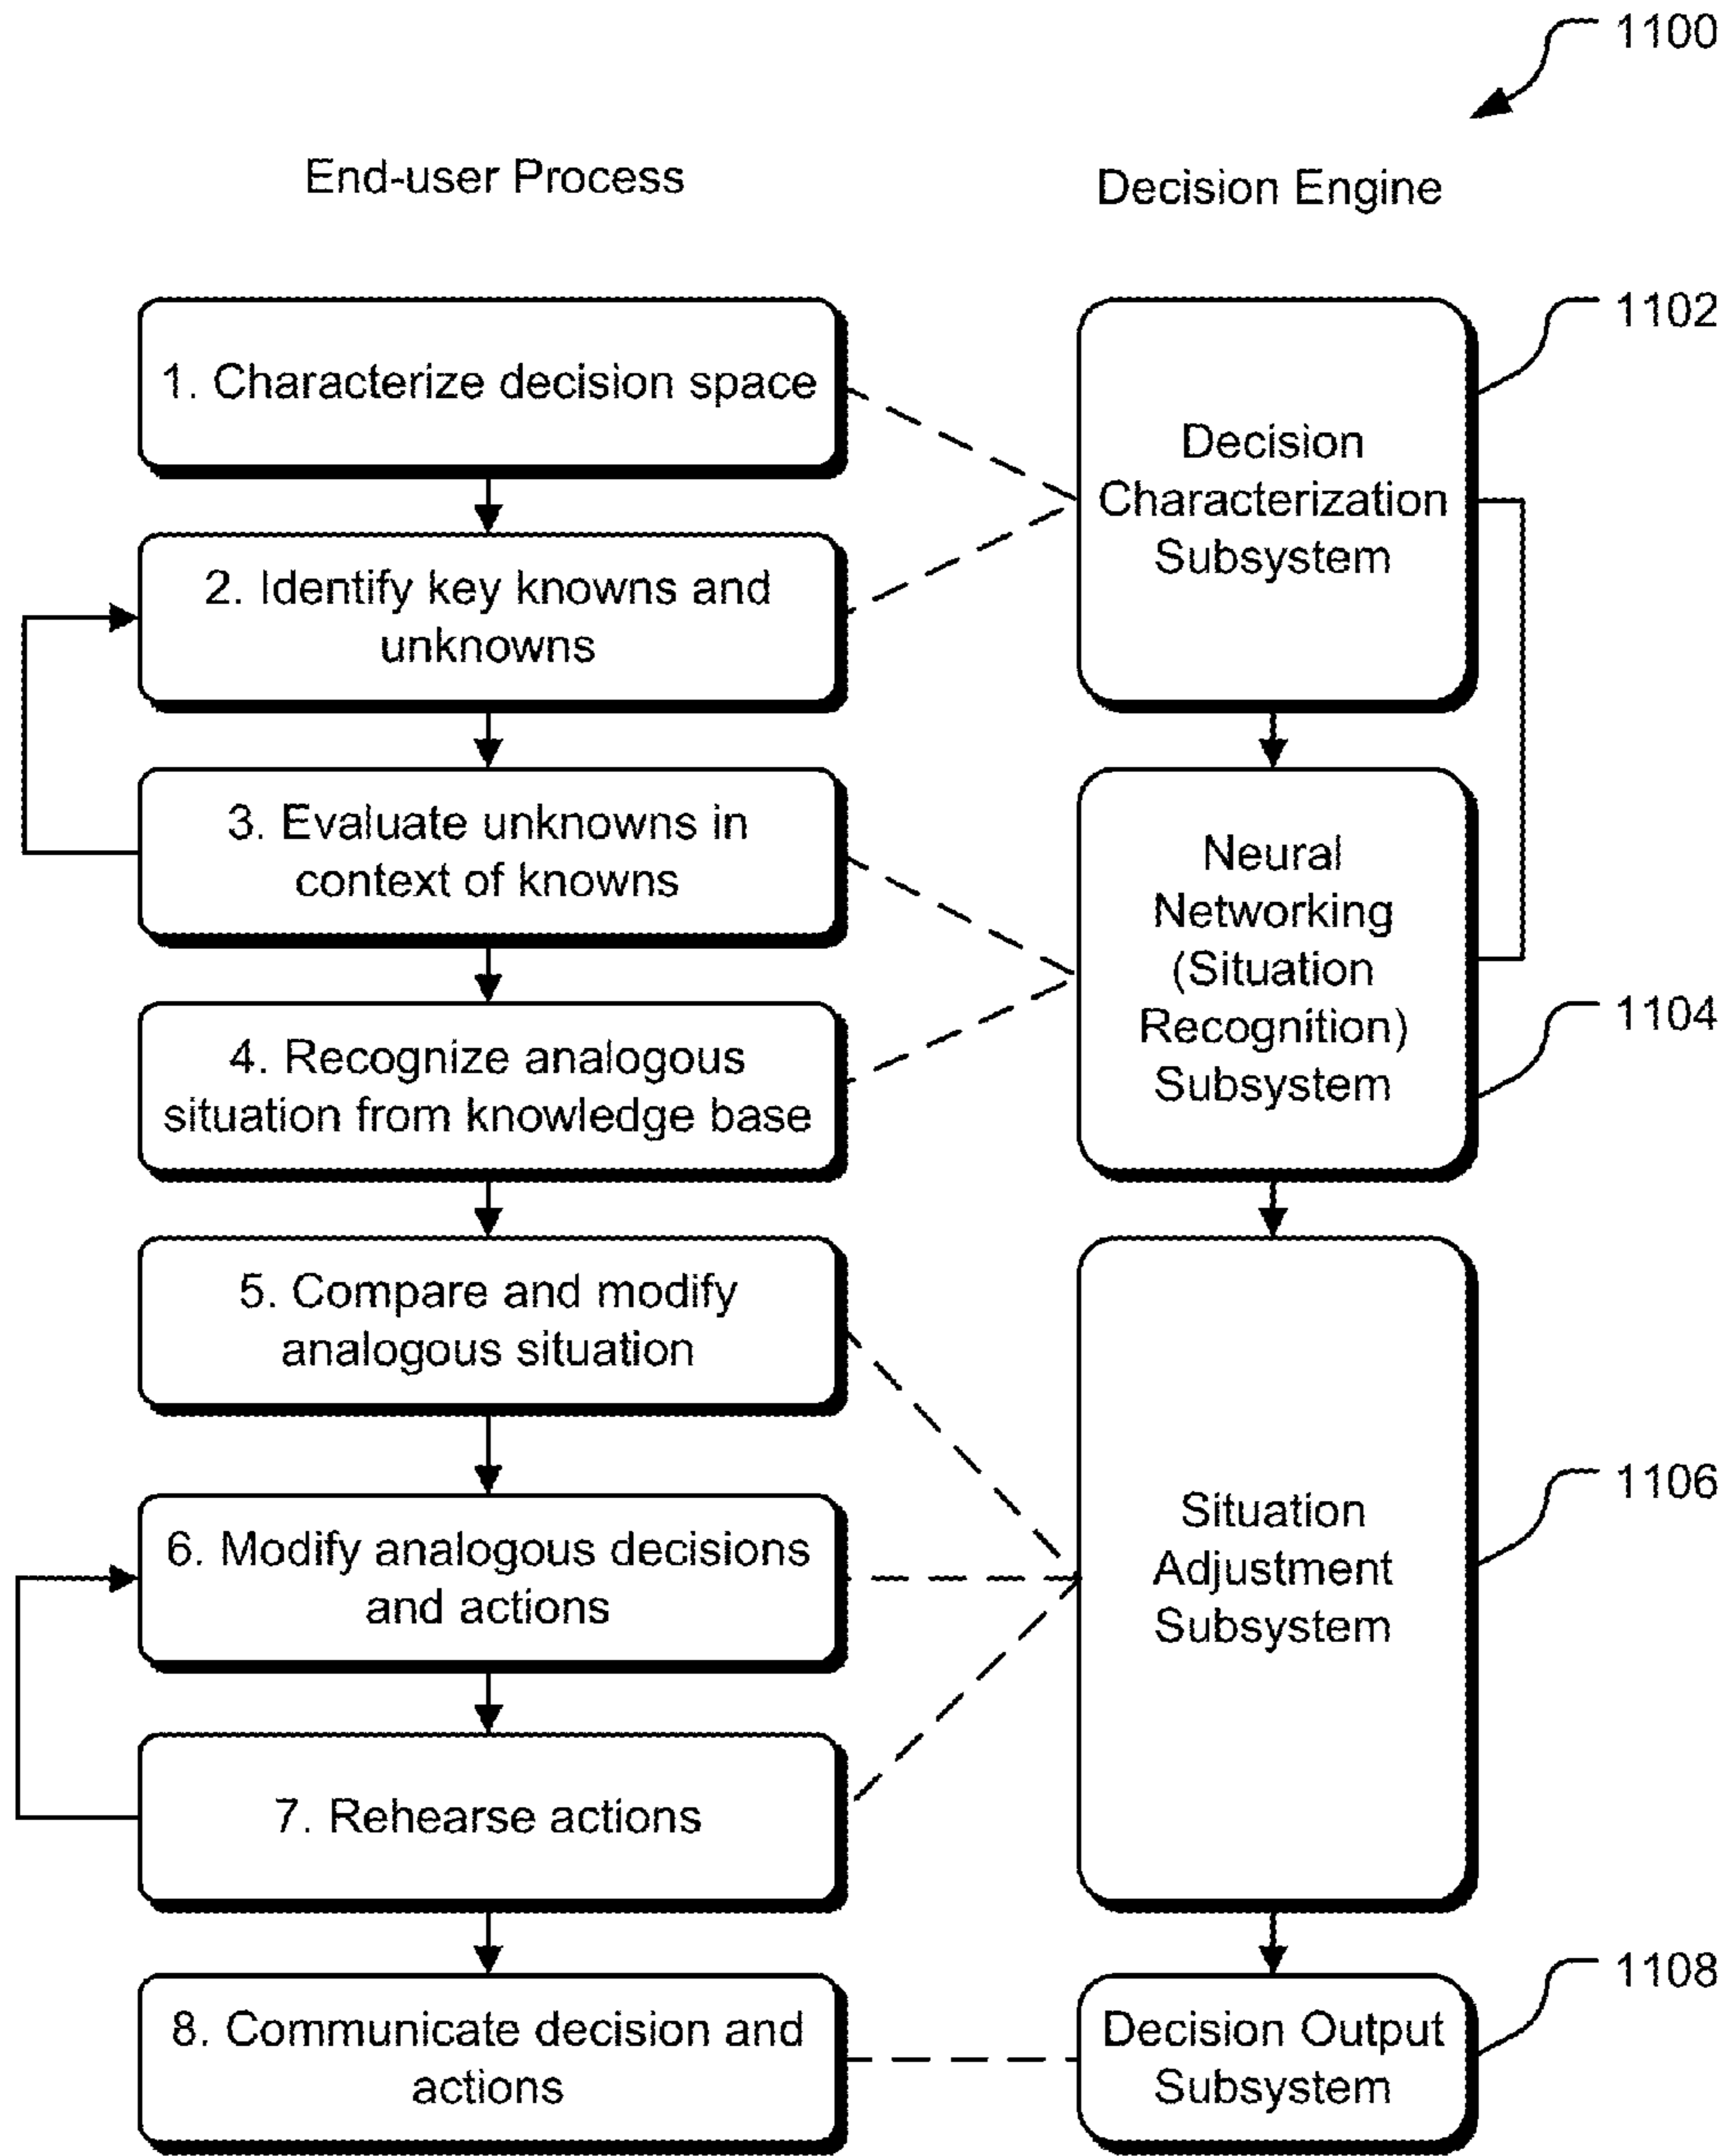 1100
End-user Process
Decision Engine
1102
1. Characterize decision space
Decision
Characterization
Subsystem
2. Identify key knowns and
unknowns
3. Evaluate unknowns in
context of knowns
Neural
Networking
(Situation
Recognition)
Subsystem
1104
4. Recognize analogous
situation from knowledge base
5. Compare and modify
analogous situation
1106
Situation
Adjustment
Subsystem
6. Modify analogous decisions
and actions
7. Rehearse actions
1108
8. Communicate decision and
actions
Decision Output
Subsystem